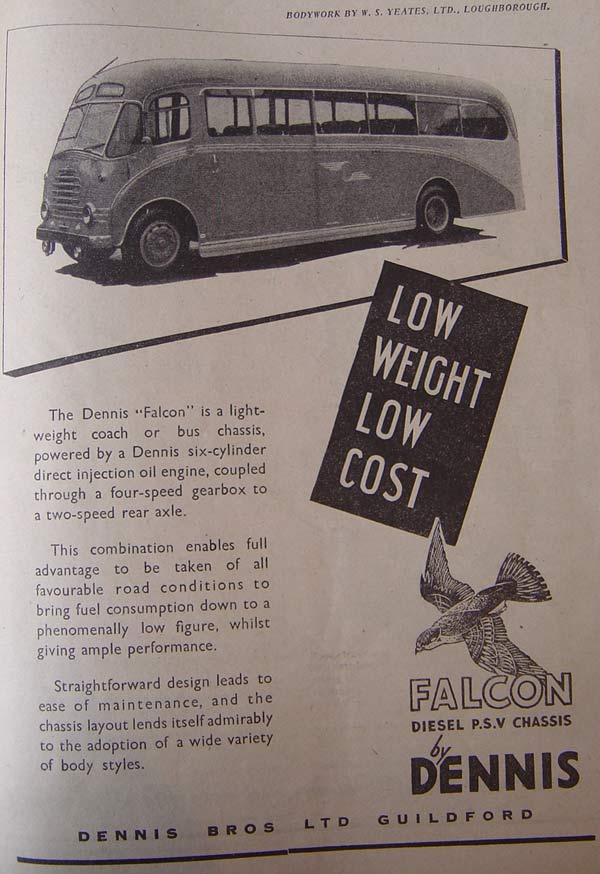 BODYWORK BY W. S. YEATES, LTD., LOUGHBOROUGH.
LOW
WEIGHT
LOW
COST
The Dennis "Falcon" is a light-
weight coach or bus chassis,
powered by a Dennis six-cylinder
direct injection oil engine, coupled
through a four-speed gearbox to
a two-speed rear axle.
This combination enables full
advantage to be taken of all
favourable road conditions to
bring fuel consumption down to a
phenomenally low figure, whilst
giving ample performance.
Straightforward design leads to
ease of maintenance, and the
chassis layout lends itself admirably
to the adoption of a wide variety
of body styles.
FALCON
DIESEL P.S.V CHASSIS
by
DENNIS
DENNIS BROS LTD GUILDFORD